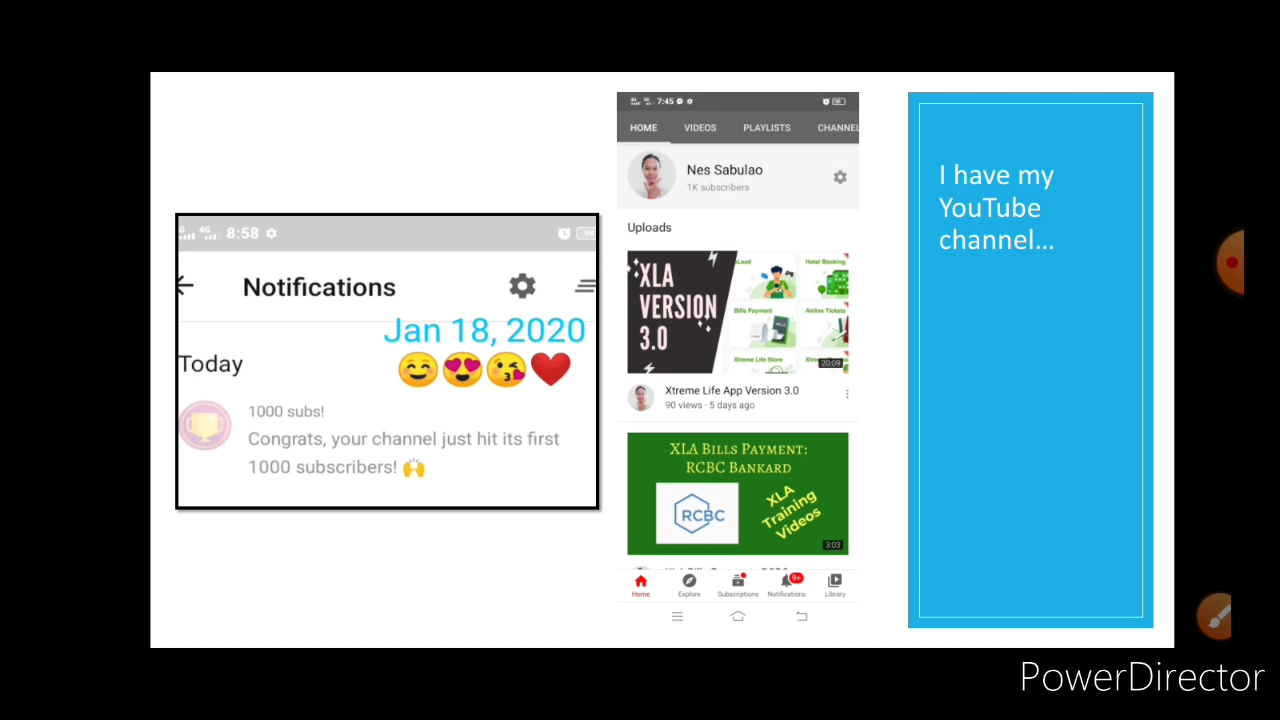 8:58
Notifications
Jan 18, 2020
Today
1000 subs!
Congrats, your channel just hit its first
1000 subscribers!
7:45
HOME VIDEOS PLAYLISTS CHANNEL
Nes Sabulao
1K subscribers
Uploads
XLA
VERSION
3.0
Hotel Booking
Bills Payment
Airline Tickets
Xtreme Life Store
20:09
Xtreme Life App Version 3.0
90 views · 5 days ago
XLA Bills Payment:
RCBC Bankard
RCBC
XLA
Training
Videos
3:03
9+
Home Explore Subscriptions Notifications Library
I have my
YouTube
channel...
PowerDirector